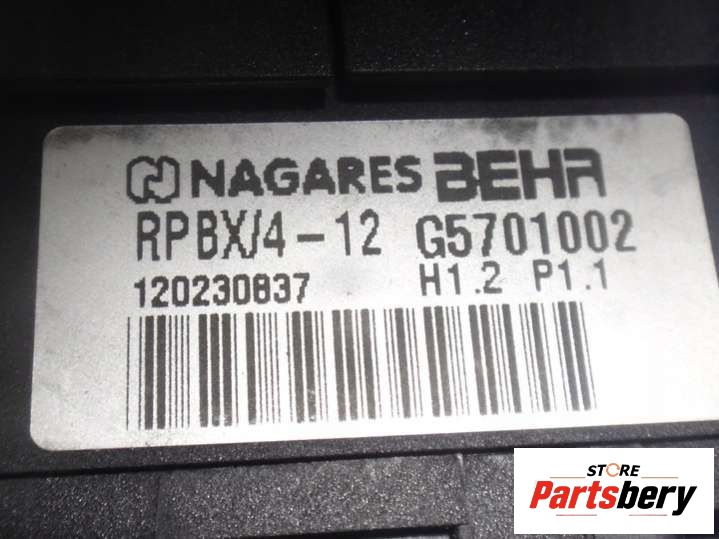 NAGARES BEHR
RPBX/4-12 G5701002
120230837 H1.2 P1.1
STORE
Partsbery